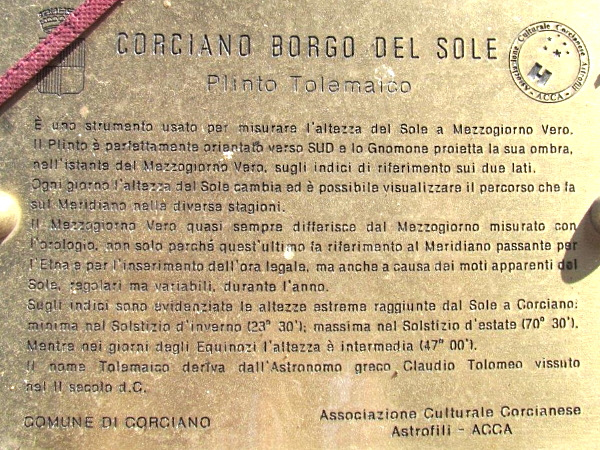 CORCIANO BORGO DEL SOLE
Plinto Tolemaico
Associazione Culturale Corcianese Astrofili - ACCA -
È uno strumento usato per misurare l'altezza del Sole a Mezzogiorno Vero.
Il Plinto è perfettamente orientato verso SUD e lo Gnomone proietta la sua ombra,
nell'istante del Mezzogiorno Vero, sugli indici di riferimento sui due lati.
Ogni giorno l'altezza del Sole cambia ed è possibile visualizzare il percorso che fa
sul Meridiano nelle diverse stagioni.
Il Mezzogiorno Vero quasi sempre differisce dal Mezzogiorno misurato con
l'orologio, non solo perché quest'ultimo fa riferimento al Meridiano passante per
l'Etna e per l'inserimento dell'ora legale, ma anche a causa dei moti apparenti del
Sole, regolari ma variabili, durante l'anno.
Sugli indici sono evidenziate le altezze estreme raggiunte dal Sole a Corciano:
minima nel Solstizio d'inverno (23° 30'); massima nel Solstizio d'estate (70° 30').
Mentre nei giorni degli Equinozi l'altezza è intermedia (47° 00').
Il nome Tolemaico deriva dall'Astronomo greco Claudio Tolomeo vissuto
nel II secolo d.C.
COMUNE DI CORCIANO
Associazione Culturale Corcianese
Astrofili - ACCA